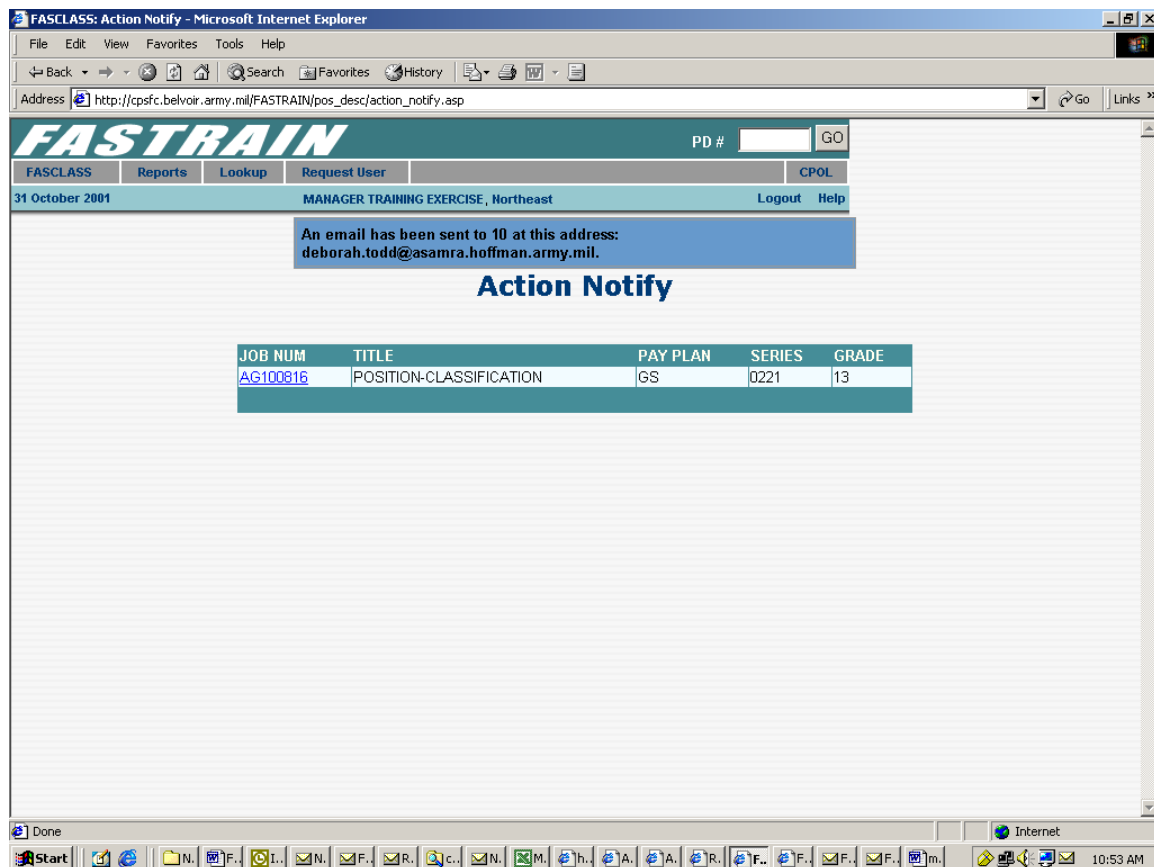 FASCLASS: Action Notify - Microsoft Internet Explorer
File Edit View Favorites Tools Help
Back Search Favorites History
Address http://cpsfc.belvoir.army.mil/FASTRAIN/pos_desc/action_notify.asp Go Links »
FASTRAIN PD # GO
FASCLASS Reports Lookup Request User CPOL
31 October 2001 MANAGER TRAINING EXERCISE, Northeast Logout Help
An email has been sent to 10 at this address:
deborah.todd@asamra.hoffman.army.mil.
Action Notify
JOB NUM TITLE PAY PLAN SERIES GRADE
AG100816 POSITION-CLASSIFICATION GS 0221 13
Done Internet
Start N.. F.. I.. N.. F.. R.. c.. N.. M.. h.. A.. A.. R.. F.. F.. F.. F.. m. 10:53 AM